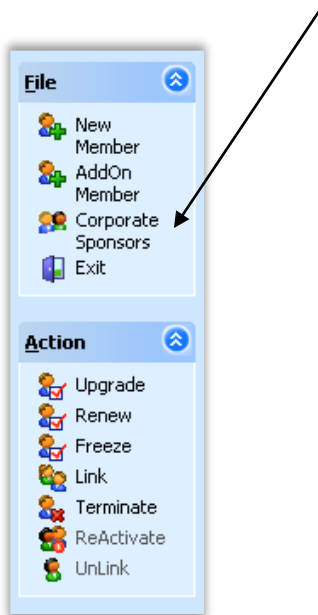 File
New
Member
AddOn
Member
Corporate
Sponsors
Exit
Action
Upgrade
Renew
Freeze
Link
Terminate
ReActivate
UnLink